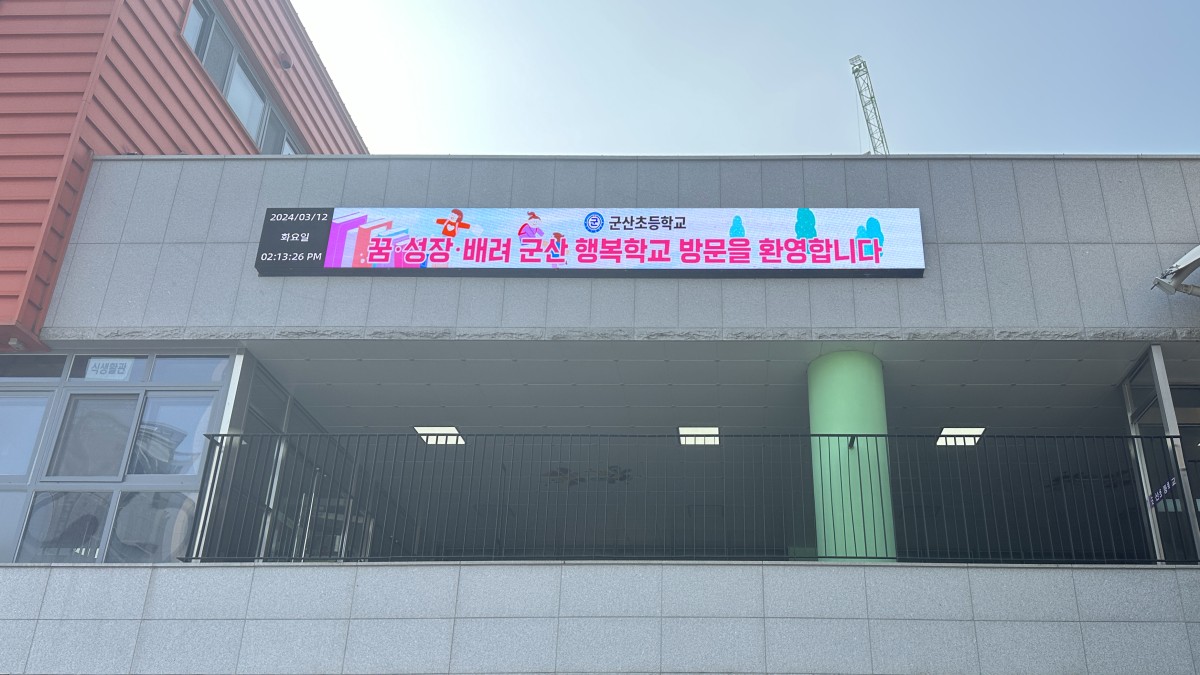 2024/03/12
화요일
02:13:26 PM
군 군산초등학교
꿈·성장·배려 군산 행복학교 방문을 환영합니다
식생활관